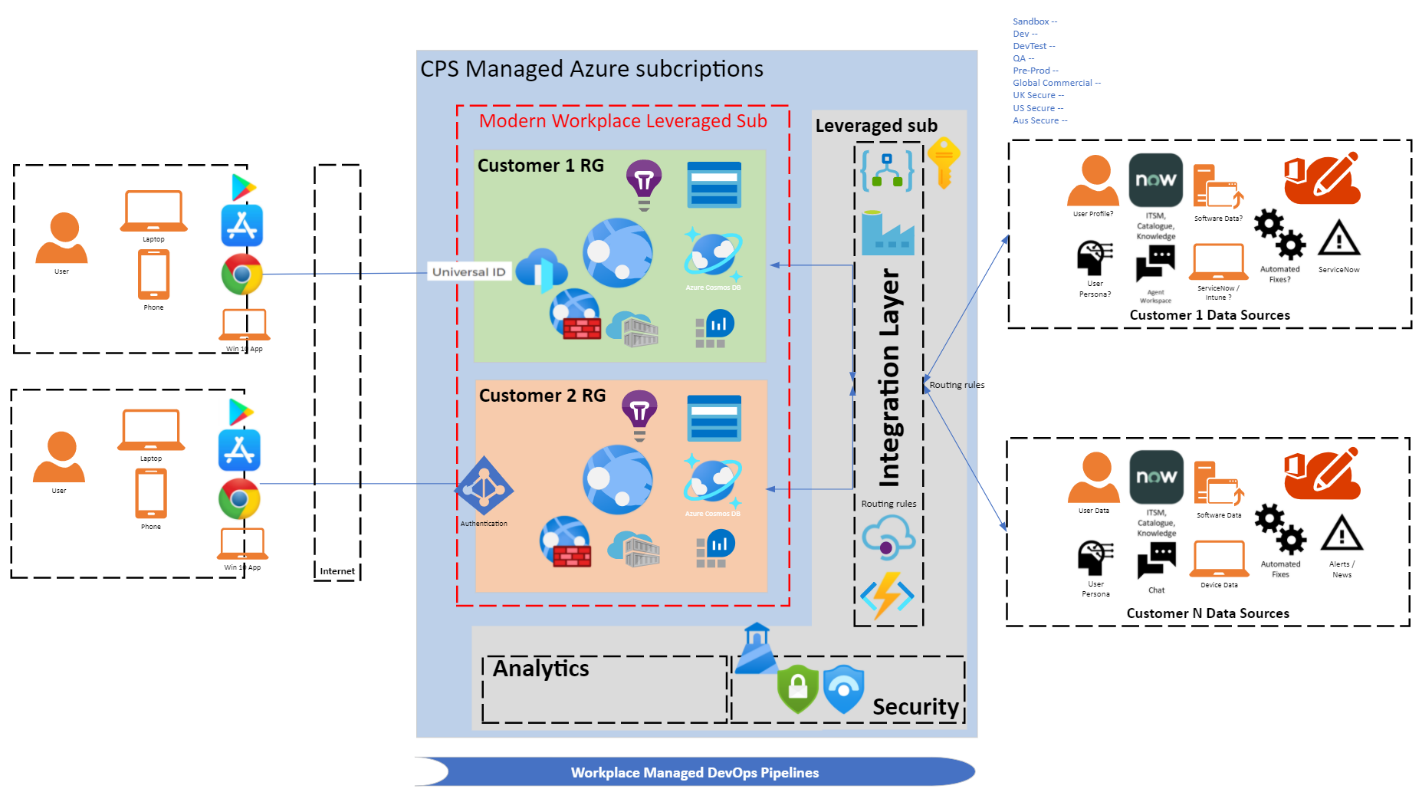 Sandbox --
Dev --
DevTest --
QA --
Pre-Prod --
Global Commercial --
UK Secure --
US Secure --
Aus Secure --
CPS Managed Azure subcriptions
Modern Workplace Leveraged Sub
Leveraged sub
Customer 1 RG
Universal ID
Azure Cosmos DB
Customer 2 RG
Azure Cosmos DB
Authentication
Integration Layer
Routing rules
Routing rules
Analytics
Security
Workplace Managed DevOps Pipelines
User
Laptop
Phone
Win 10 App
User
Laptop
Phone
Win 10 App
Internet
User Profile?
now
ITSM,
Catalogue,
Knowledge
Software Data?
User
Persona?
Agent
Workspace
ServiceNow /
Intune ?
Automated
Fixes?
ServiceNow
Customer 1 Data Sources
User Data
now
ITSM,
Catalogue,
Knowledge
Software Data
User
Persona
Chat
Device Data
Automated
Fixes
Alerts /
News
Customer N Data Sources